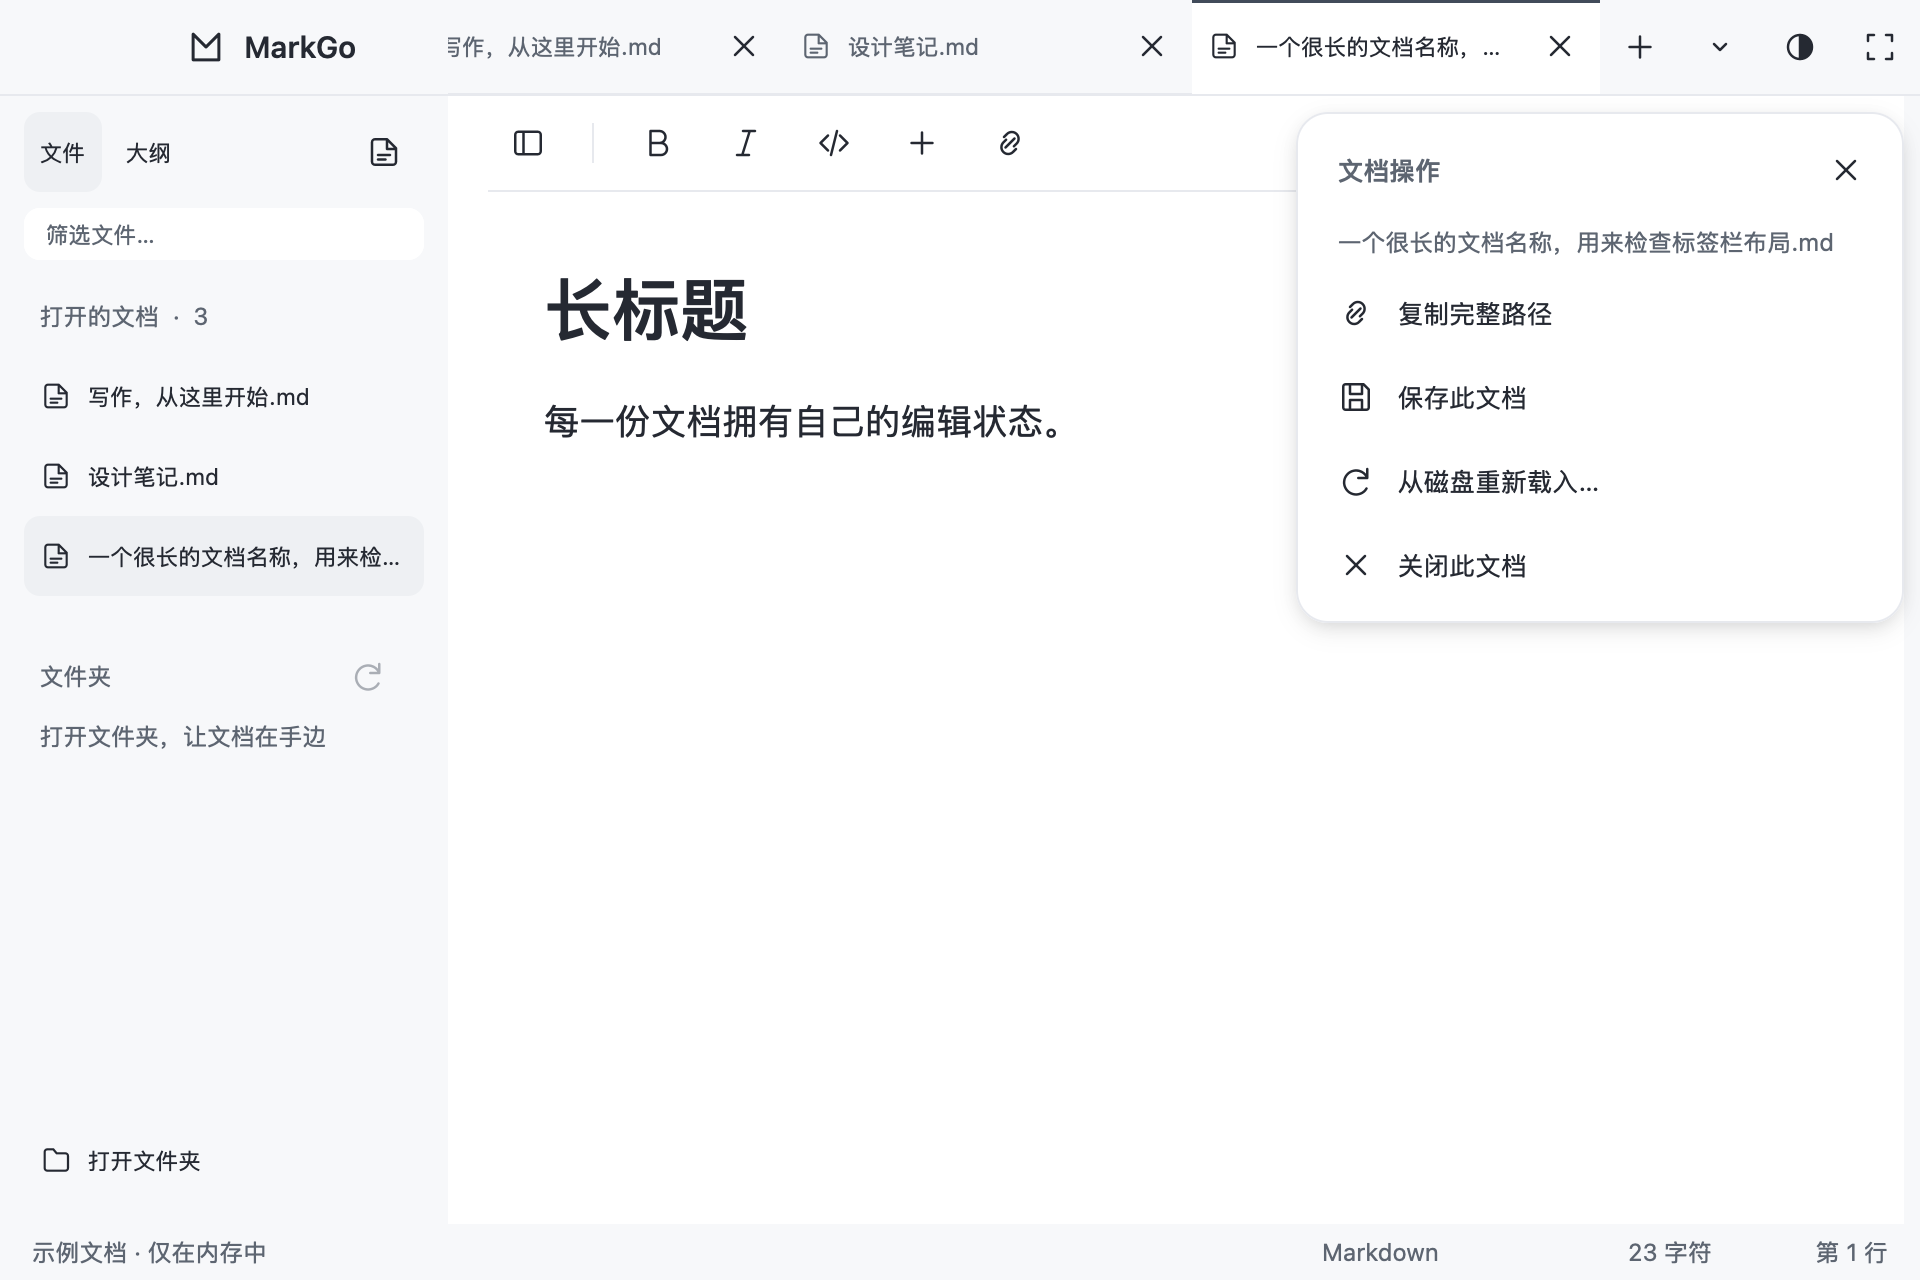 MarkGo
写作，从这里开始.md
设计笔记.md
一个很长的文档名称，...
文件
大纲
筛选文件...
打开的文档 · 3
写作，从这里开始.md
设计笔记.md
一个很长的文档名称，用来检...
文件夹
打开文件夹，让文档在手边
打开文件夹
长标题
每一份文档拥有自己的编辑状态。
文档操作
一个很长的文档名称，用来检查标签栏布局.md
复制完整路径
保存此文档
从磁盘重新载入...
关闭此文档
示例文档 · 仅在内存中
Markdown
23 字符
第 1 行